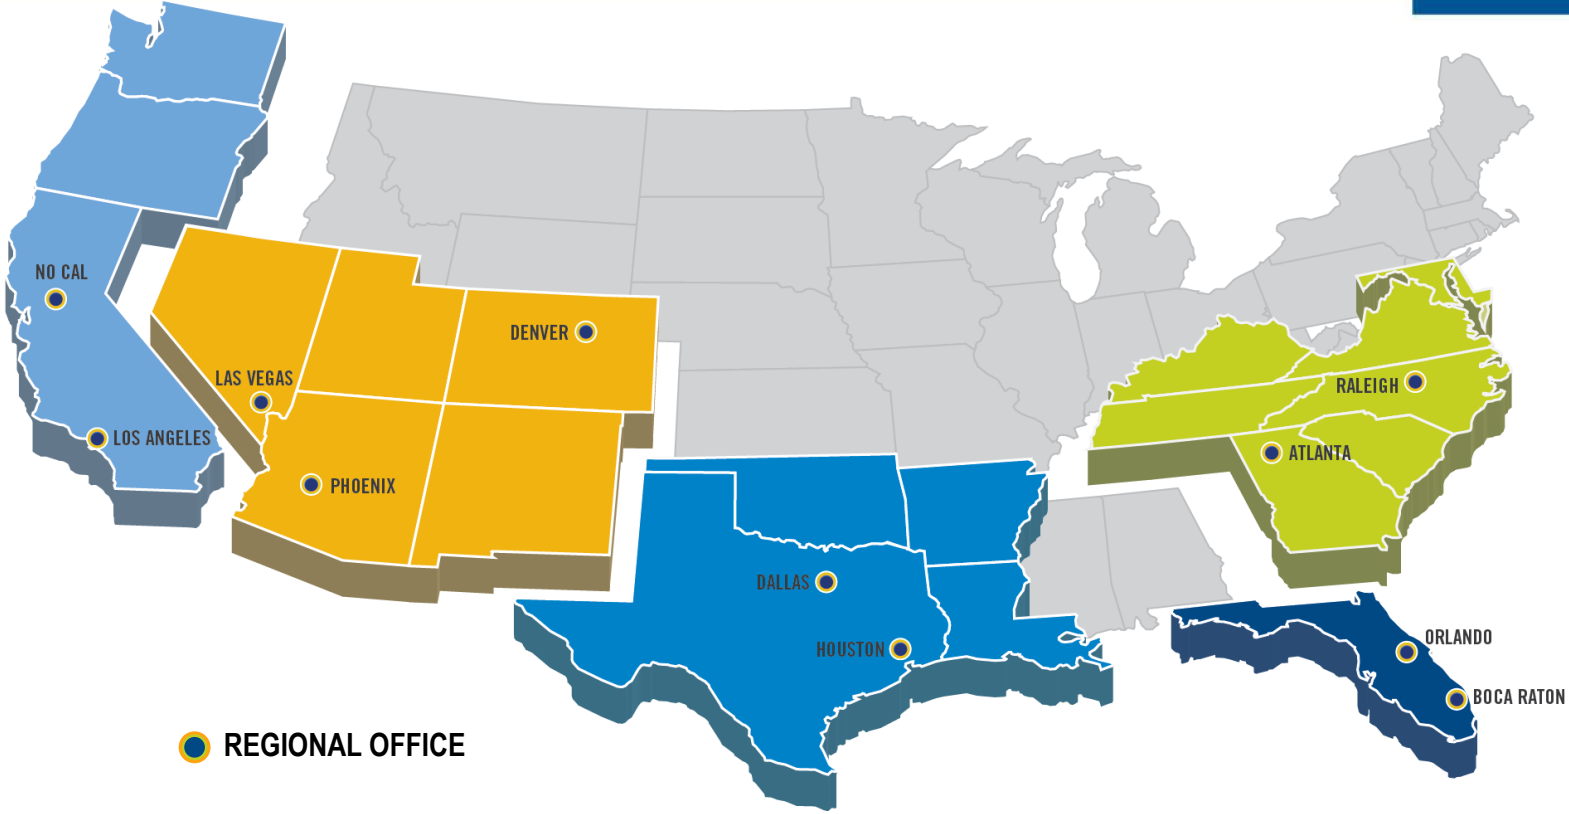 NO CAL
DENVER
LAS VEGAS
RALEIGH
LOS ANGELES
ATLANTA
PHOENIX
DALLAS
HOUSTON
ORLANDO
BOCA RATON
REGIONAL OFFICE